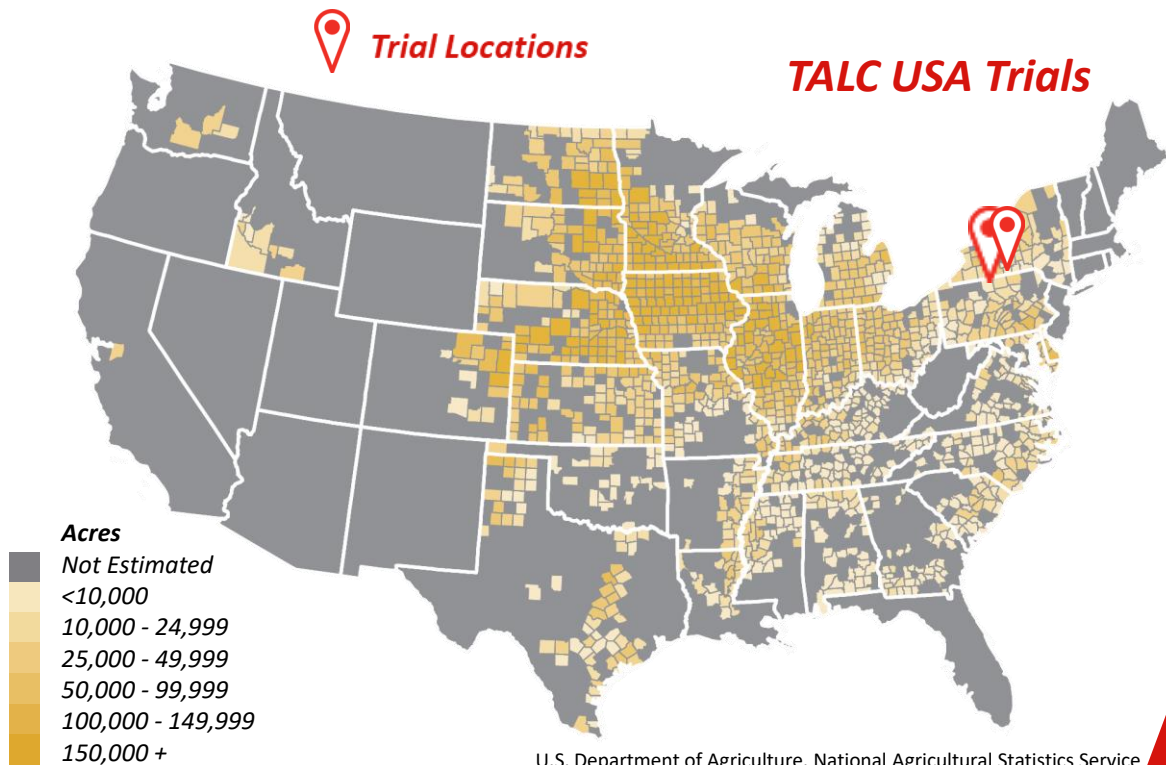 Trial Locations
TALC USA Trials
Acres
Not Estimated
<10,000
10,000 - 24,999
25,000 - 49,999
50,000 - 99,999
100,000 - 149,999
150,000 +
U.S. Department of Agriculture, National Agricultural Statistics Service